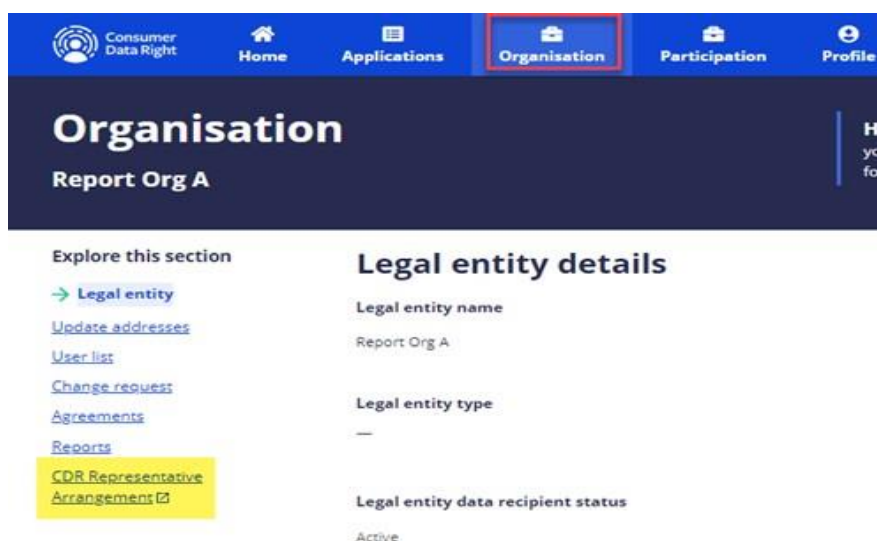 Consumer
Data Right
Home
Applications
Organisation
Participation
Profile
Organisation
Report Org A
Explore this section
Legal entity
Update addresses
User list
Change request
Agreements
Reports
CDR Representative
Arrangement
Legal entity details
Legal entity name
Report Org A
Legal entity type
—
Legal entity data recipient status
Active